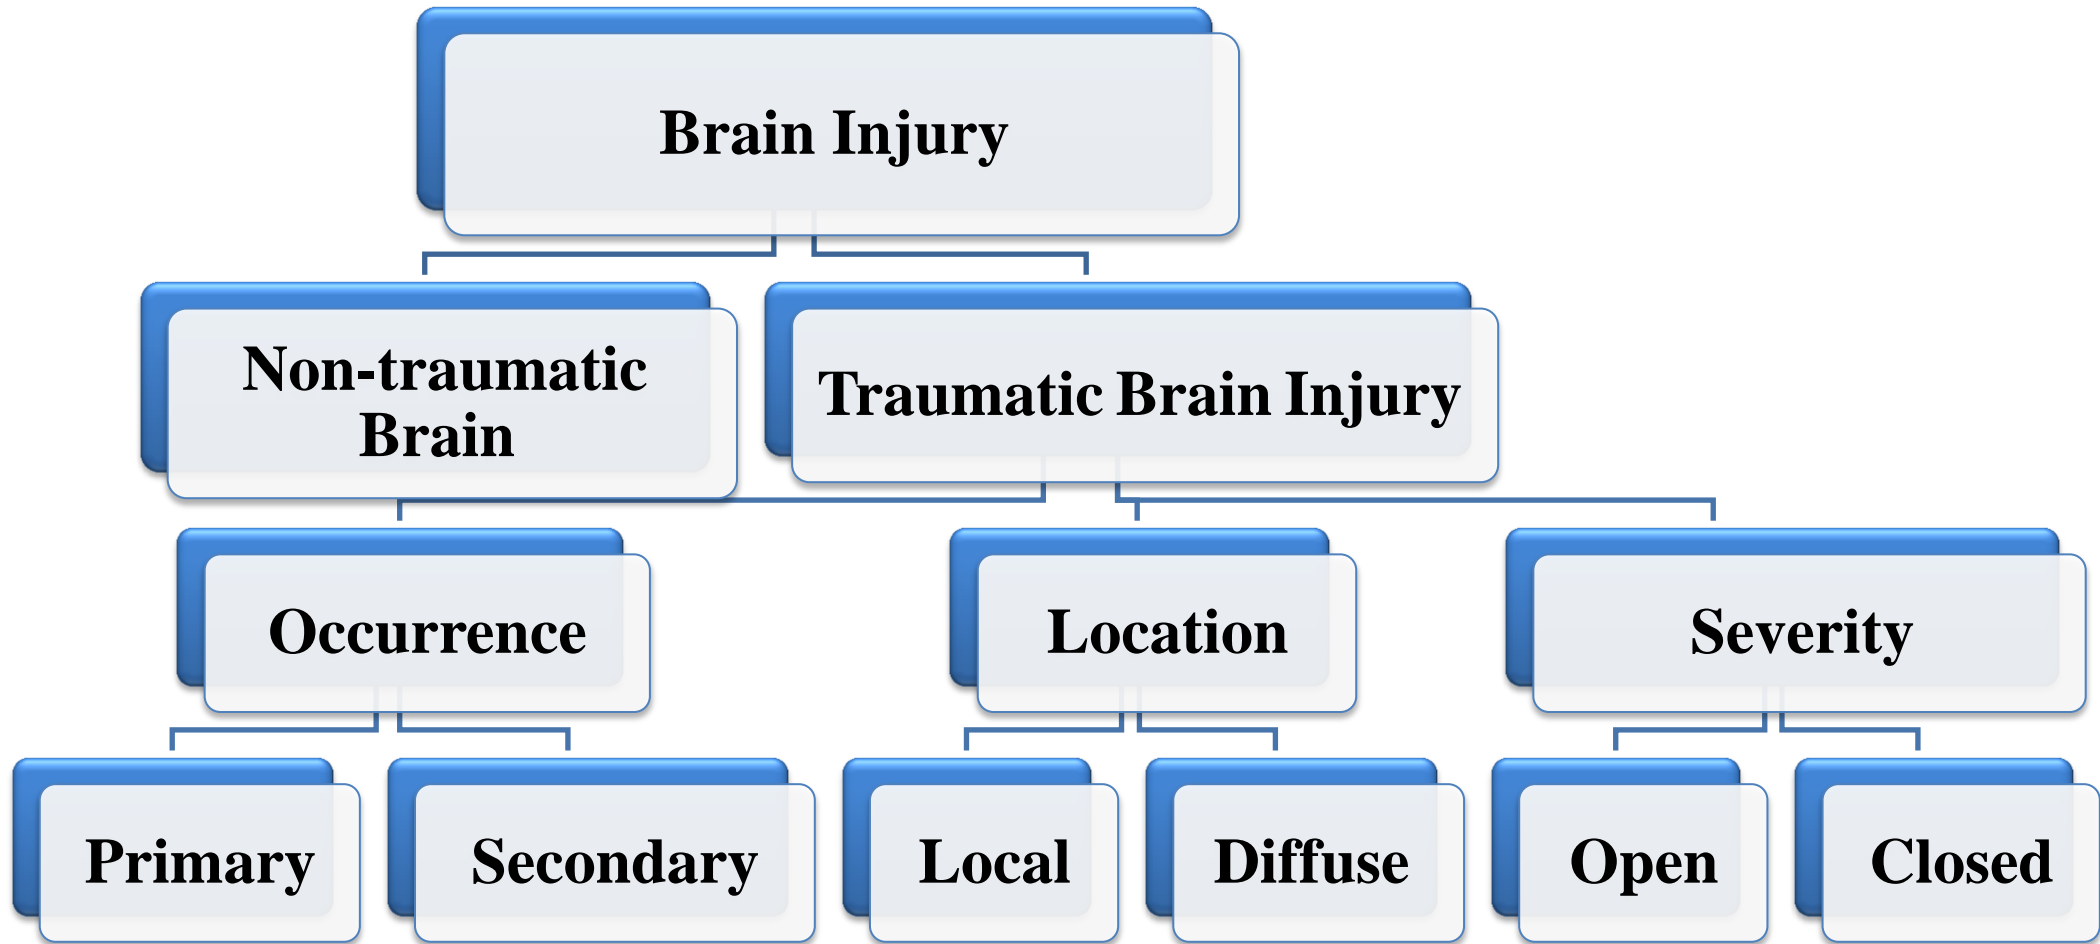 Brain Injury
Non-traumatic
Brain
Traumatic Brain Injury
Occurrence
Location
Severity
Primary
Secondary
Local
Diffuse
Open
Closed